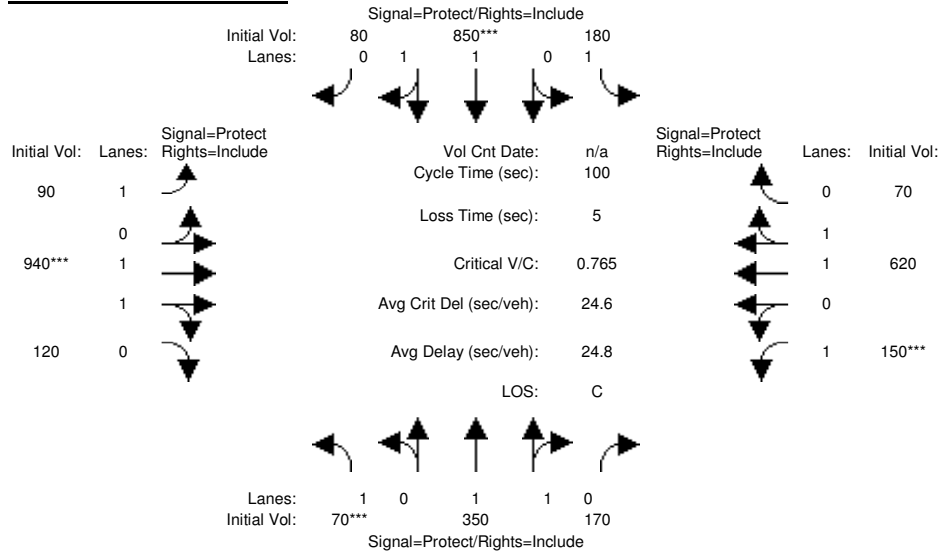 Signal=Protect/Rights=Include
Initial Vol: 80 850*** 180
Lanes: 0 1 1 0 1
Signal=Protect
Rights=Include
Initial Vol: Lanes:
90 1
0
940*** 1
1
120 0
Vol Cnt Date: n/a
Cycle Time (sec): 100
Loss Time (sec): 5
Critical V/C: 0.765
Avg Crit Del (sec/veh): 24.6
Avg Delay (sec/veh): 24.8
LOS: C
Signal=Protect
Rights=Include
Lanes: Initial Vol:
0 70
1
1 620
0
1 150***
Lanes: 1 0 1 1 0
Initial Vol: 70*** 350 170
Signal=Protect/Rights=Include